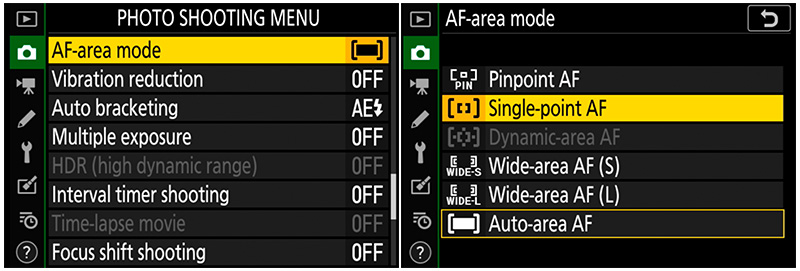 PHOTO SHOOTING MENU
AF-area mode
Vibration reduction OFF
Auto bracketing AE⚡
Multiple exposure OFF
HDR (high dynamic range) OFF
Interval timer shooting OFF
Time-lapse movie OFF
Focus shift shooting OFF
?
AF-area mode
PIN Pinpoint AF
Single-point AF
Dynamic-area AF
WIDE-S Wide-area AF (S)
WIDE-L Wide-area AF (L)
Auto-area AF
?